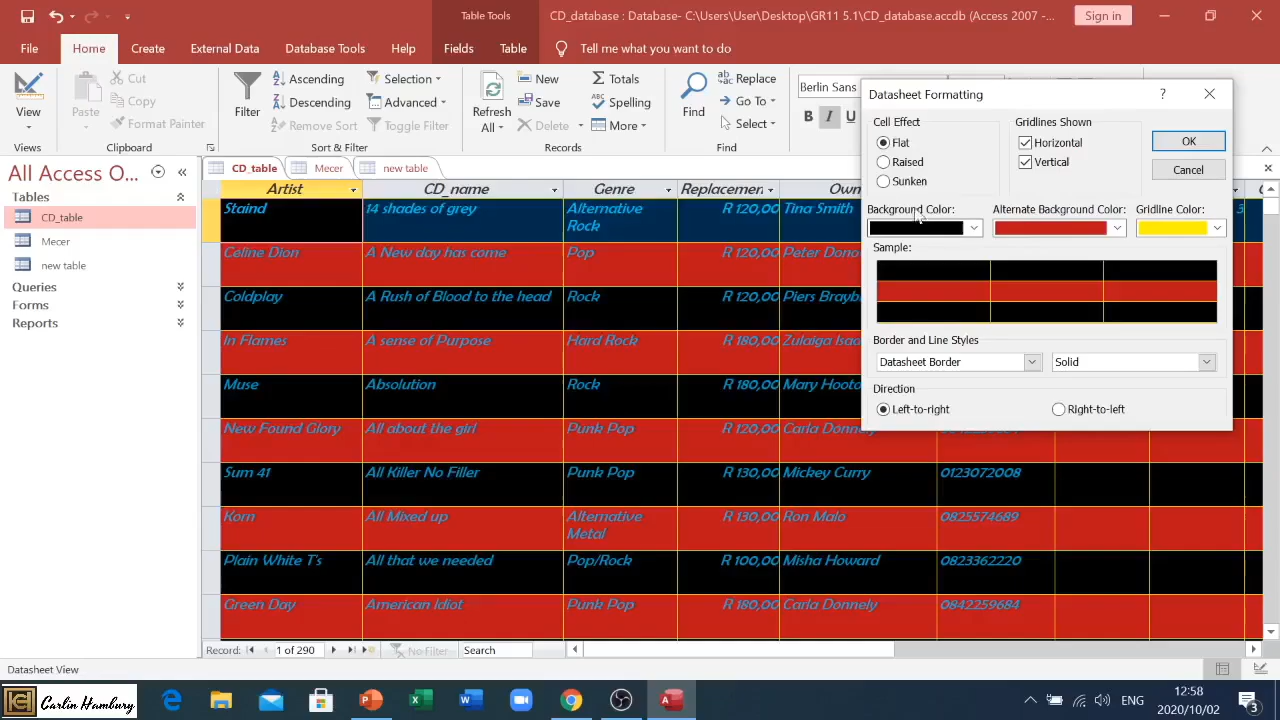 Table Tools
CD_database : Database- C:\Users\User\Desktop\GR11 5.1\CD_database.accdb (Access 2007 -...
Sign in
File Home Create External Data Database Tools Help Fields Table Tell me what you want to do
View
Paste
Cut
Copy
Format Painter
Clipboard
Filter
Ascending
Descending
Remove Sort
Selection
Advanced
Toggle Filter
Sort & Filter
Refresh
All
New
Save
Delete
Totals
Spelling
More
Records
Find
Replace
Go To
Select
Find
Berlin Sans
B I U
All Access O...
Tables
CD_table
Mecer
new table
Queries
Forms
Reports
CD_table Mecer new table
Artist CD_name Genre Replacemen Own
Staind 14 shades of grey Alternative Rock R 120,00 Tina Smith 3
Celine Dion A New day has come Pop R 120,00 Peter Dono
Coldplay A Rush of Blood to the head Rock R 120,00 Piers Brayb
In Flames A sense of Purpose Hard Rock R 180,00 Zulaiga Isaa
Muse Absolution Rock R 180,00 Mary Hooto
New Found Glory All about the girl Punk Pop R 120,00 Carla Donnely
Sum 41 All Killer No Filler Punk Pop R 130,00 Mickey Curry 0123072008
Korn All Mixed up Alternative Metal R 130,00 Ron Malo 0825574689
Plain White T's All that we needed Pop/Rock R 100,00 Misha Howard 0823362220
Green Day American Idiot Punk Pop R 180,00 Carla Donnely 0842259684
Datasheet Formatting ?
Cell Effect
Flat
Raised
Sunken
Gridlines Shown
Horizontal
Vertical
OK
Cancel
Background Color: Alternate Background Color: Gridline Color:
Sample:
Border and Line Styles
Datasheet Border Solid
Direction
Left-to-right Right-to-left
Record: 1 of 290 No Filter Search
Datasheet View
Carlin Hambury
ENG
12:58
2020/10/02
3